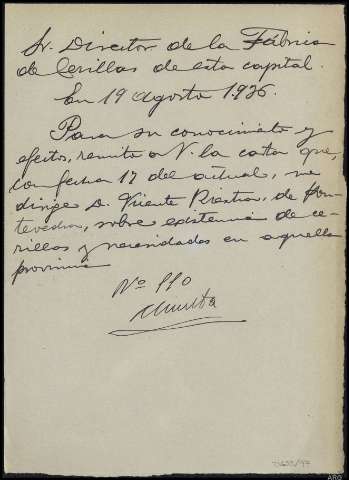 Sr. Director de la Fábrica
de Cerillas de esta capital.
En 19 agosto 1936.
Para su conocimiento y
efectos, remito a V. la carta que,
con fecha 17 del actual, me
dirige D. Vicente Riestra, de Pon-
tevedra, sobre existencia de ce-
rillas y necesidades en aquella
provincia
Nº 110
ARG